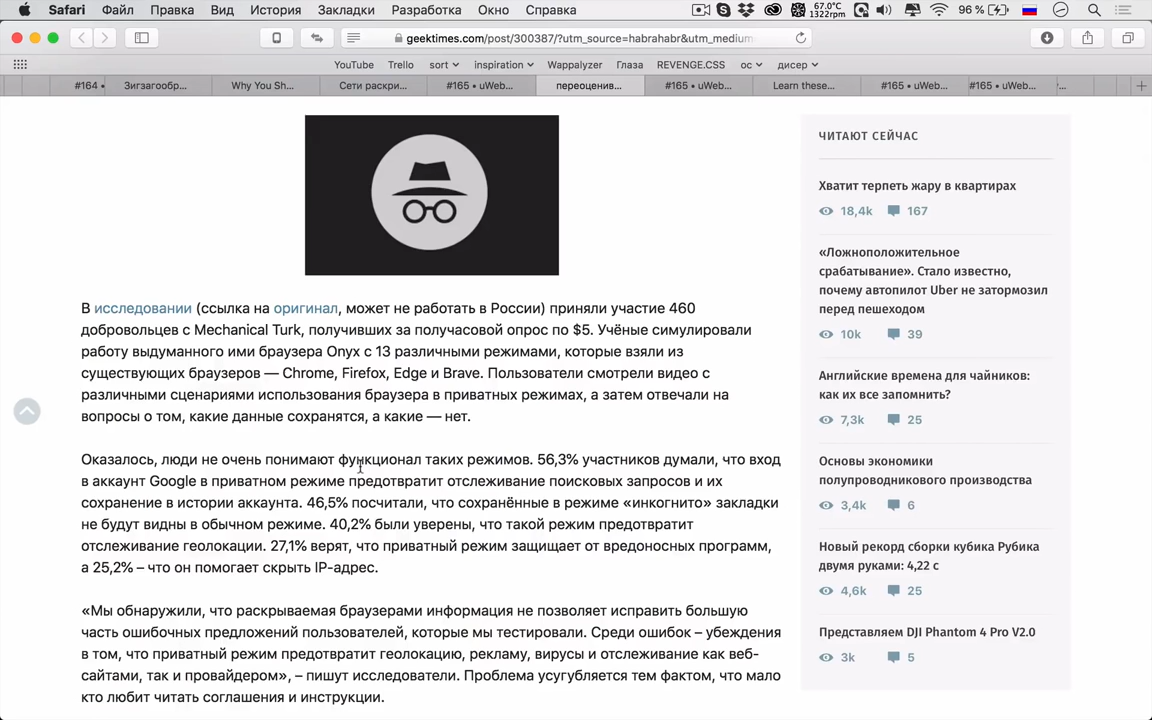 Safari Файл Правка Вид История Закладки Разработка Окно Справка 67.0°C 1322rpm 96 %
geektimes.com/post/300387/?utm_source=habrahabr&utm_medium
YouTube Trello sort inspiration Wappalyzer Глаза REVENGE.CSS ос дисер
#164 • Зигзагообр... Why You Sh... Сети раскри... #165 • uWeb... переоценив... #165 • uWeb... Learn these... #165 • uWeb... #165 • uWeb...
В исследовании (ссылка на оригинал, может не работать в России) приняли участие 460
добровольцев с Mechanical Turk, получивших за получасовой опрос по $5. Учёные симулировали
работу выдуманного ими браузера Onyx с 13 различными режимами, которые взяли из
существующих браузеров — Chrome, Firefox, Edge и Brave. Пользователи смотрели видео с
различными сценариями использования браузера в приватных режимах, а затем отвечали на
вопросы о том, какие данные сохранятся, а какие — нет.
Оказалось, люди не очень понимают функционал таких режимов. 56,3% участников думали, что вход
в аккаунт Google в приватном режиме предотвратит отслеживание поисковых запросов и их
сохранение в истории аккаунта. 46,5% посчитали, что сохранённые в режиме «инкогнито» закладки
не будут видны в обычном режиме. 40,2% были уверены, что такой режим предотвратит
отслеживание геолокации. 27,1% верят, что приватный режим защищает от вредоносных программ,
а 25,2% – что он помогает скрыть IP-адрес.
«Мы обнаружили, что раскрываемая браузерами информация не позволяет исправить большую
часть ошибочных предложений пользователей, которые мы тестировали. Среди ошибок – убеждения
в том, что приватный режим предотвратит геолокацию, рекламу, вирусы и отслеживание как веб-
сайтами, так и провайдером», – пишут исследователи. Проблема усугубляется тем фактом, что мало
кто любит читать соглашения и инструкции.
ЧИТАЮТ СЕЙЧАС
Хватит терпеть жару в квартирах
18,4k 167
«Ложноположительное
срабатывание». Стало известно,
почему автопилот Uber не затормозил
перед пешеходом
10k 39
Английские времена для чайников:
как их все запомнить?
7,3k 25
Основы экономики
полупроводникового производства
3,4k 6
Новый рекорд сборки кубика Рубика
двумя руками: 4,22 с
4,6k 25
Представляем DJI Phantom 4 Pro V2.0
3k 5